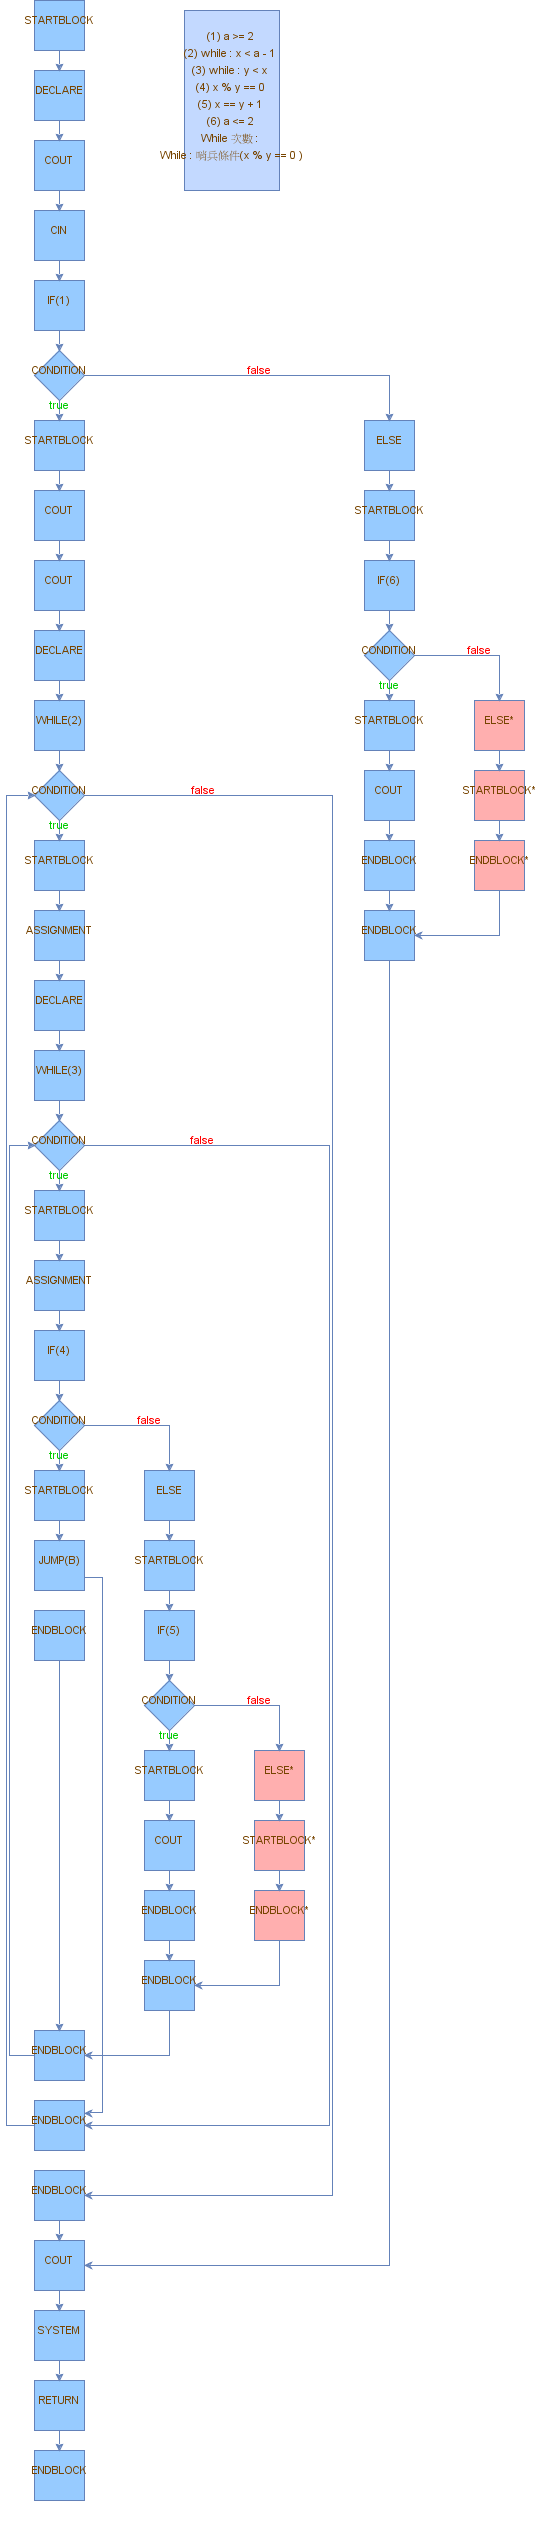 STARTBLOCK
(1) a >= 2
(2) while : x < a - 1
(3) while : y < x
(4) x % y == 0
(5) x == y + 1
(6) a <= 2
While 次數 :
While : 哨兵條件(x % y == 0 )
DECLARE
COUT
CIN
IF(1)
CONDITION
false
true
STARTBLOCK
ELSE
COUT
STARTBLOCK
COUT
IF(6)
DECLARE
CONDITION
false
true
WHILE(2)
STARTBLOCK
ELSE*
CONDITION
false
COUT
STARTBLOCK*
true
STARTBLOCK
ENDBLOCK
ENDBLOCK*
ASSIGNMENT
ENDBLOCK
DECLARE
WHILE(3)
CONDITION
false
true
STARTBLOCK
ASSIGNMENT
IF(4)
CONDITION
false
true
STARTBLOCK
ELSE
JUMP(B)
STARTBLOCK
ENDBLOCK
IF(5)
CONDITION
false
true
STARTBLOCK
ELSE*
COUT
STARTBLOCK*
ENDBLOCK
ENDBLOCK*
ENDBLOCK
ENDBLOCK
ENDBLOCK
ENDBLOCK
COUT
SYSTEM
RETURN
ENDBLOCK